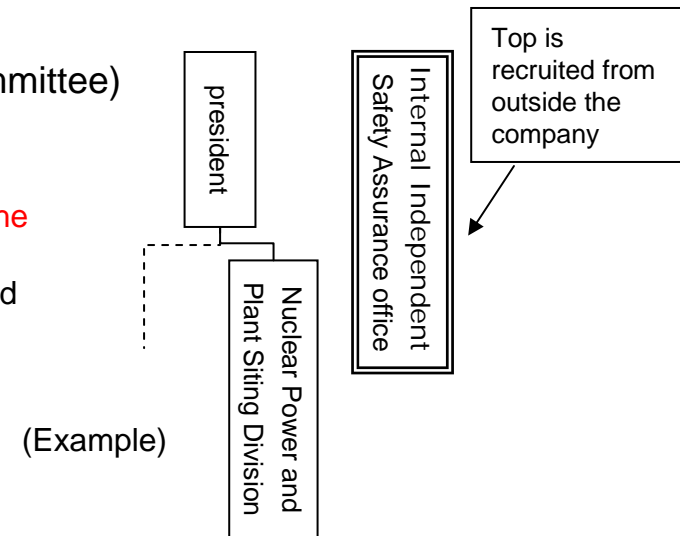 mmittee)
ne
d
(Example)
president
Nuclear Power and
Plant Siting Division
Internal Independent
Safety Assurance office
Top is
recruited from
outside the
company